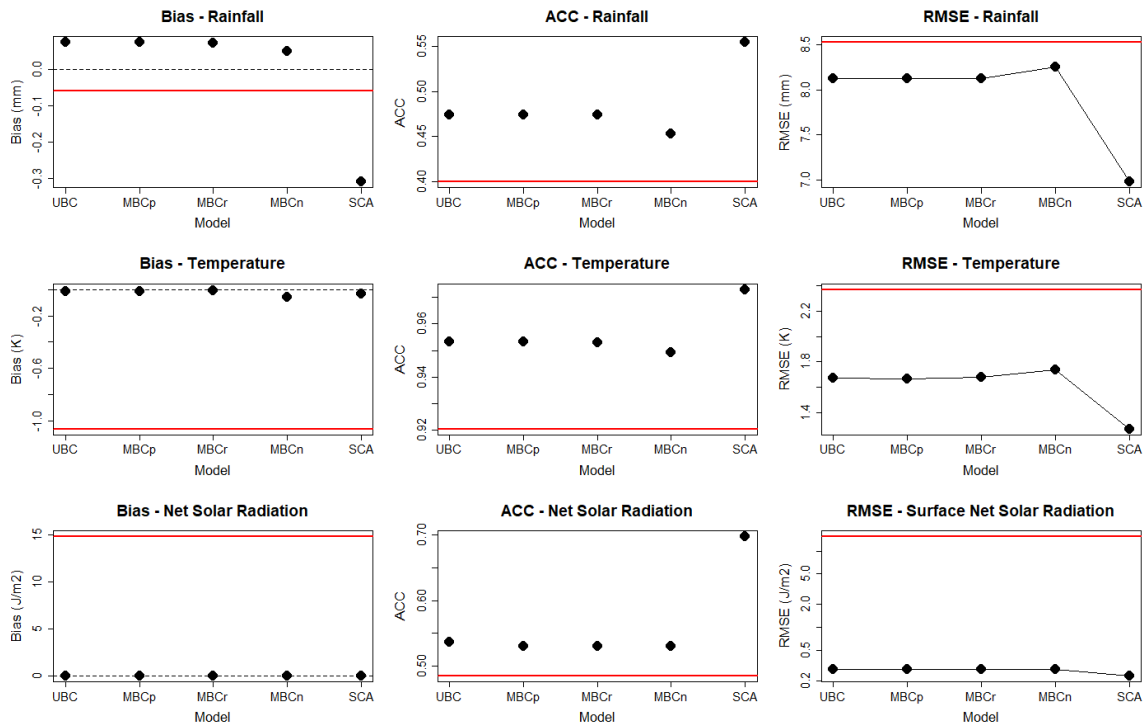 Bias - Rainfall
Bias (mm)
0.0
-0.1
-0.2
-0.3
UBC MBCp MBCr MBCn SCA
Model
ACC - Rainfall
ACC
0.55
0.50
0.45
0.40
UBC MBCp MBCr MBCn SCA
Model
RMSE - Rainfall
RMSE (mm)
8.5
8.0
7.5
7.0
UBC MBCp MBCr MBCn SCA
Model
Bias - Temperature
Bias (K)
-0.2
-0.6
-1.0
UBC MBCp MBCr MBCn SCA
Model
ACC - Temperature
ACC
0.96
0.94
0.92
UBC MBCp MBCr MBCn SCA
Model
RMSE - Temperature
RMSE (K)
2.2
1.8
1.4
UBC MBCp MBCr MBCn SCA
Model
Bias - Net Solar Radiation
Bias (J/m2)
15
10
5
0
UBC MBCp MBCr MBCn SCA
Model
ACC - Net Solar Radiation
ACC
0.70
0.60
0.50
UBC MBCp MBCr MBCn SCA
Model
RMSE - Surface Net Solar Radiation
RMSE (J/m2)
5.0
2.0
0.5
0.2
UBC MBCp MBCr MBCn SCA
Model